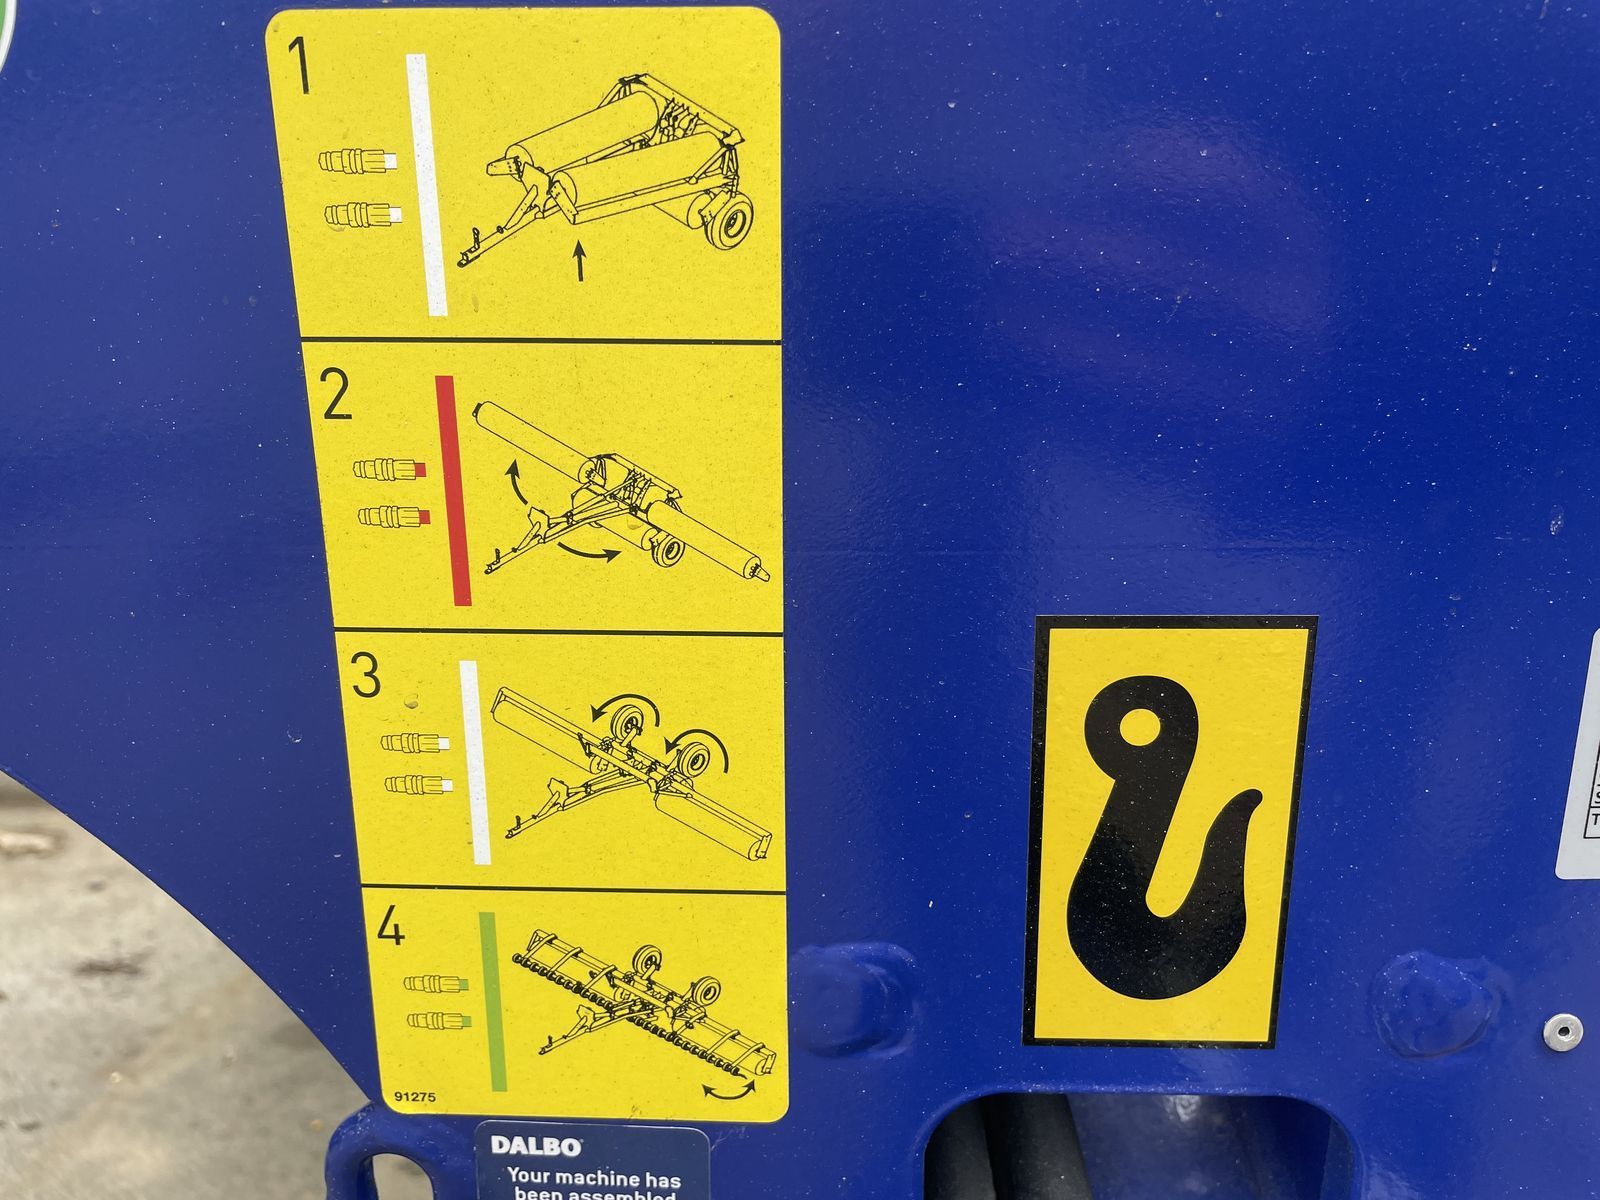 1
2
3
4
91275
DALBO
Your machine has
been assembled
S
T